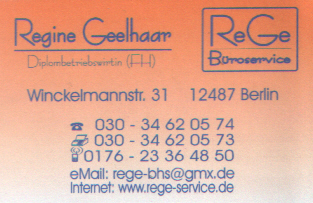 Regine Geelhaar
Diplombetriebswirtin (FH)
ReGe
Büroservice
Winckelmannstr. 31 12487 Berlin
030 - 34 62 05 74
030 - 34 62 05 73
0176 - 23 36 48 50
eMail: rege-bhs@gmx.de
Internet: www.rege-service.de